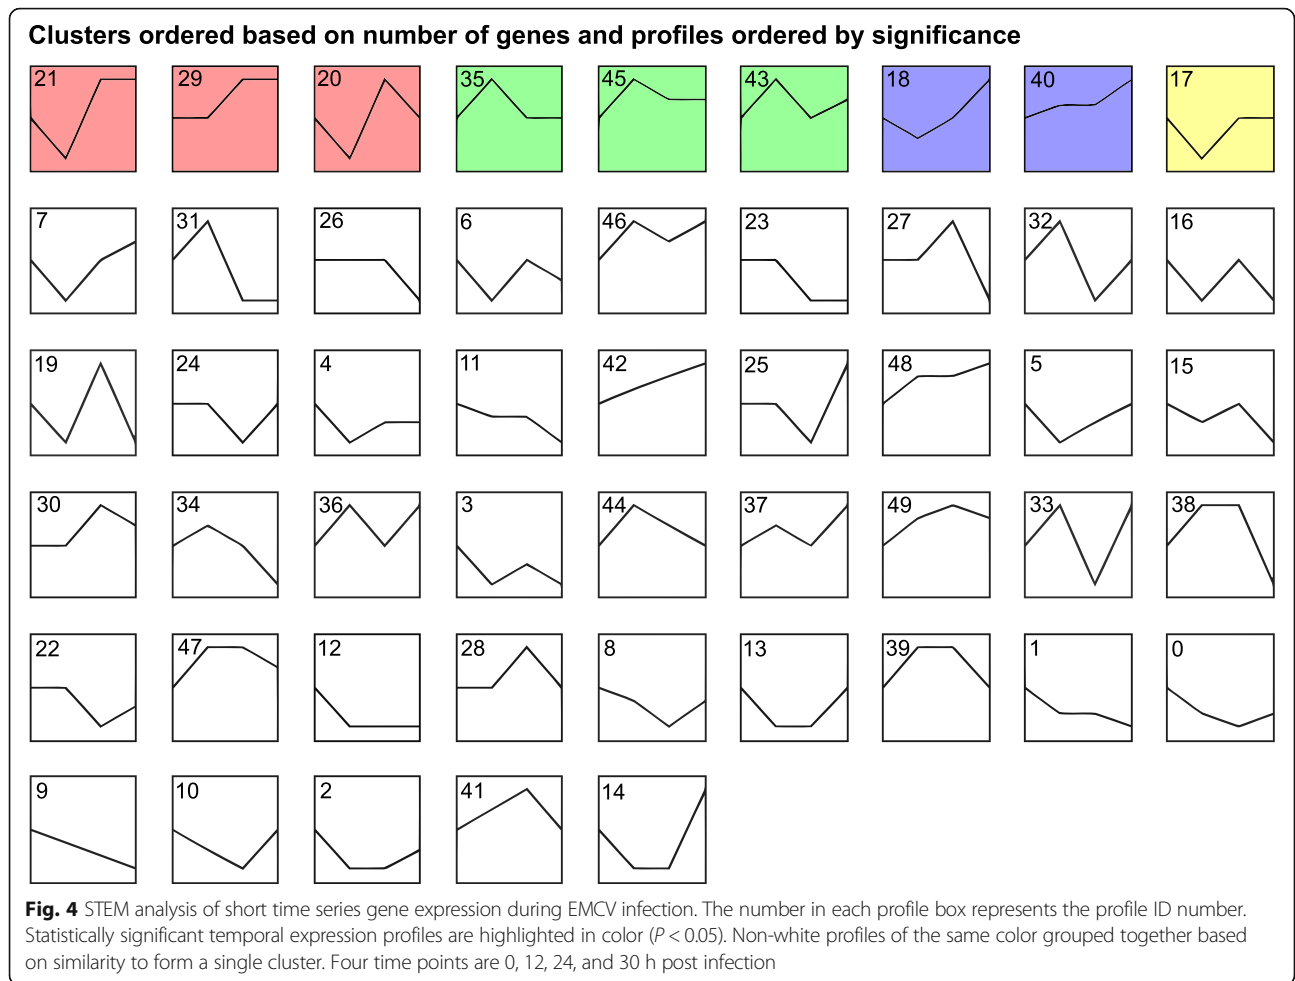 Clusters ordered based on number of genes and profiles ordered by significance
21 29 20 35 45 43 18 40 17
7 31 26 6 46 23 27 32 16
19 24 4 11 42 25 48 5 15
30 34 36 3 44 37 49 33 38
22 47 12 28 8 13 39 1 0
9 10 2 41 14
Fig. 4 STEM analysis of short time series gene expression during EMCV infection. The number in each profile box represents the profile ID number.
Statistically significant temporal expression profiles are highlighted in color (P < 0.05). Non-white profiles of the same color grouped together based
on similarity to form a single cluster. Four time points are 0, 12, 24, and 30 h post infection